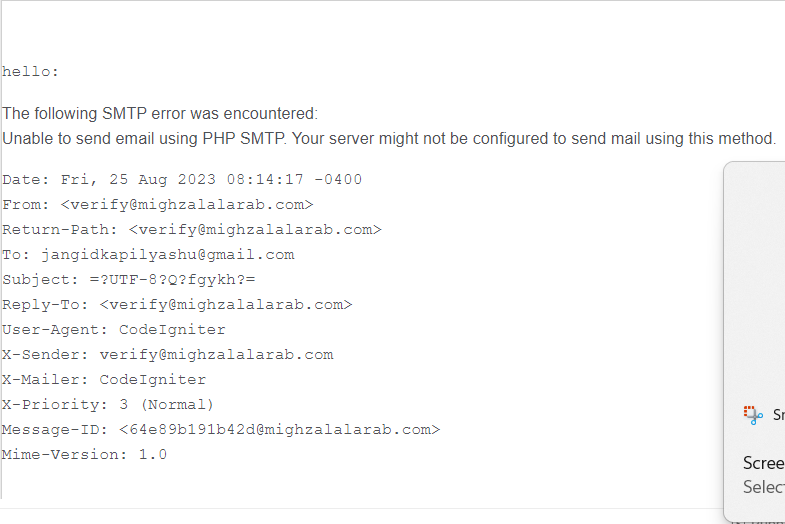 hello:
The following SMTP error was encountered:
Unable to send email using PHP SMTP. Your server might not be configured to send mail using this method.
Date: Fri, 25 Aug 2023 08:14:17 -0400
From: <verify@mighzalalarab.com>
Return-Path: <verify@mighzalalarab.com>
To: jangidkapilyashu@gmail.com
Subject: =?UTF-8?Q?fgykh?=
Reply-To: <verify@mighzalalarab.com>
User-Agent: CodeIgniter
X-Sender: verify@mighzalalarab.com
X-Mailer: CodeIgniter
X-Priority: 3 (Normal)
Message-ID: <64e89b191b42d@mighzalalarab.com>
Mime-Version: 1.0
Sn
Scree
Selec